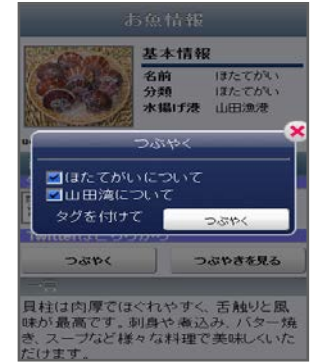 お魚情報
基本情報
名前 ほたてがい
分類 ほたてがい
水揚げ港 山田漁港
つぶやく
ほたてがいについて
山田湾について
タグを付けて つぶやく
つぶやく つぶやきを見る
貝柱は肉厚でほぐれやすく、舌触りと風
味が最高です。刺身や煮込み、バター焼
き、スープなど様々な料理で美味しくいた
だけます。